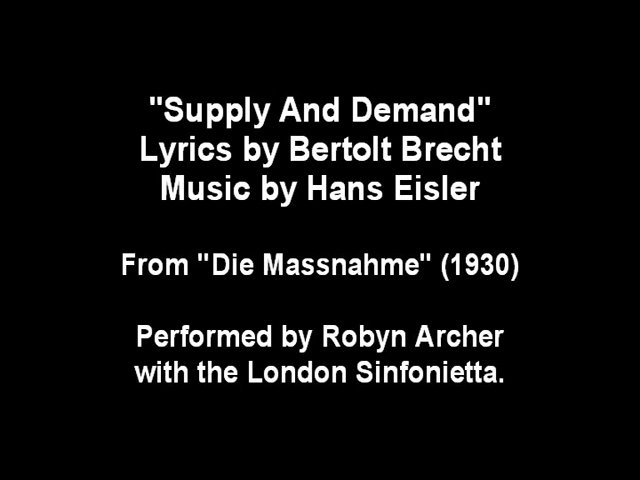 "Supply And Demand"
Lyrics by Bertolt Brecht
Music by Hans Eisler
From "Die Massnahme" (1930)
Performed by Robyn Archer
with the London Sinfonietta.